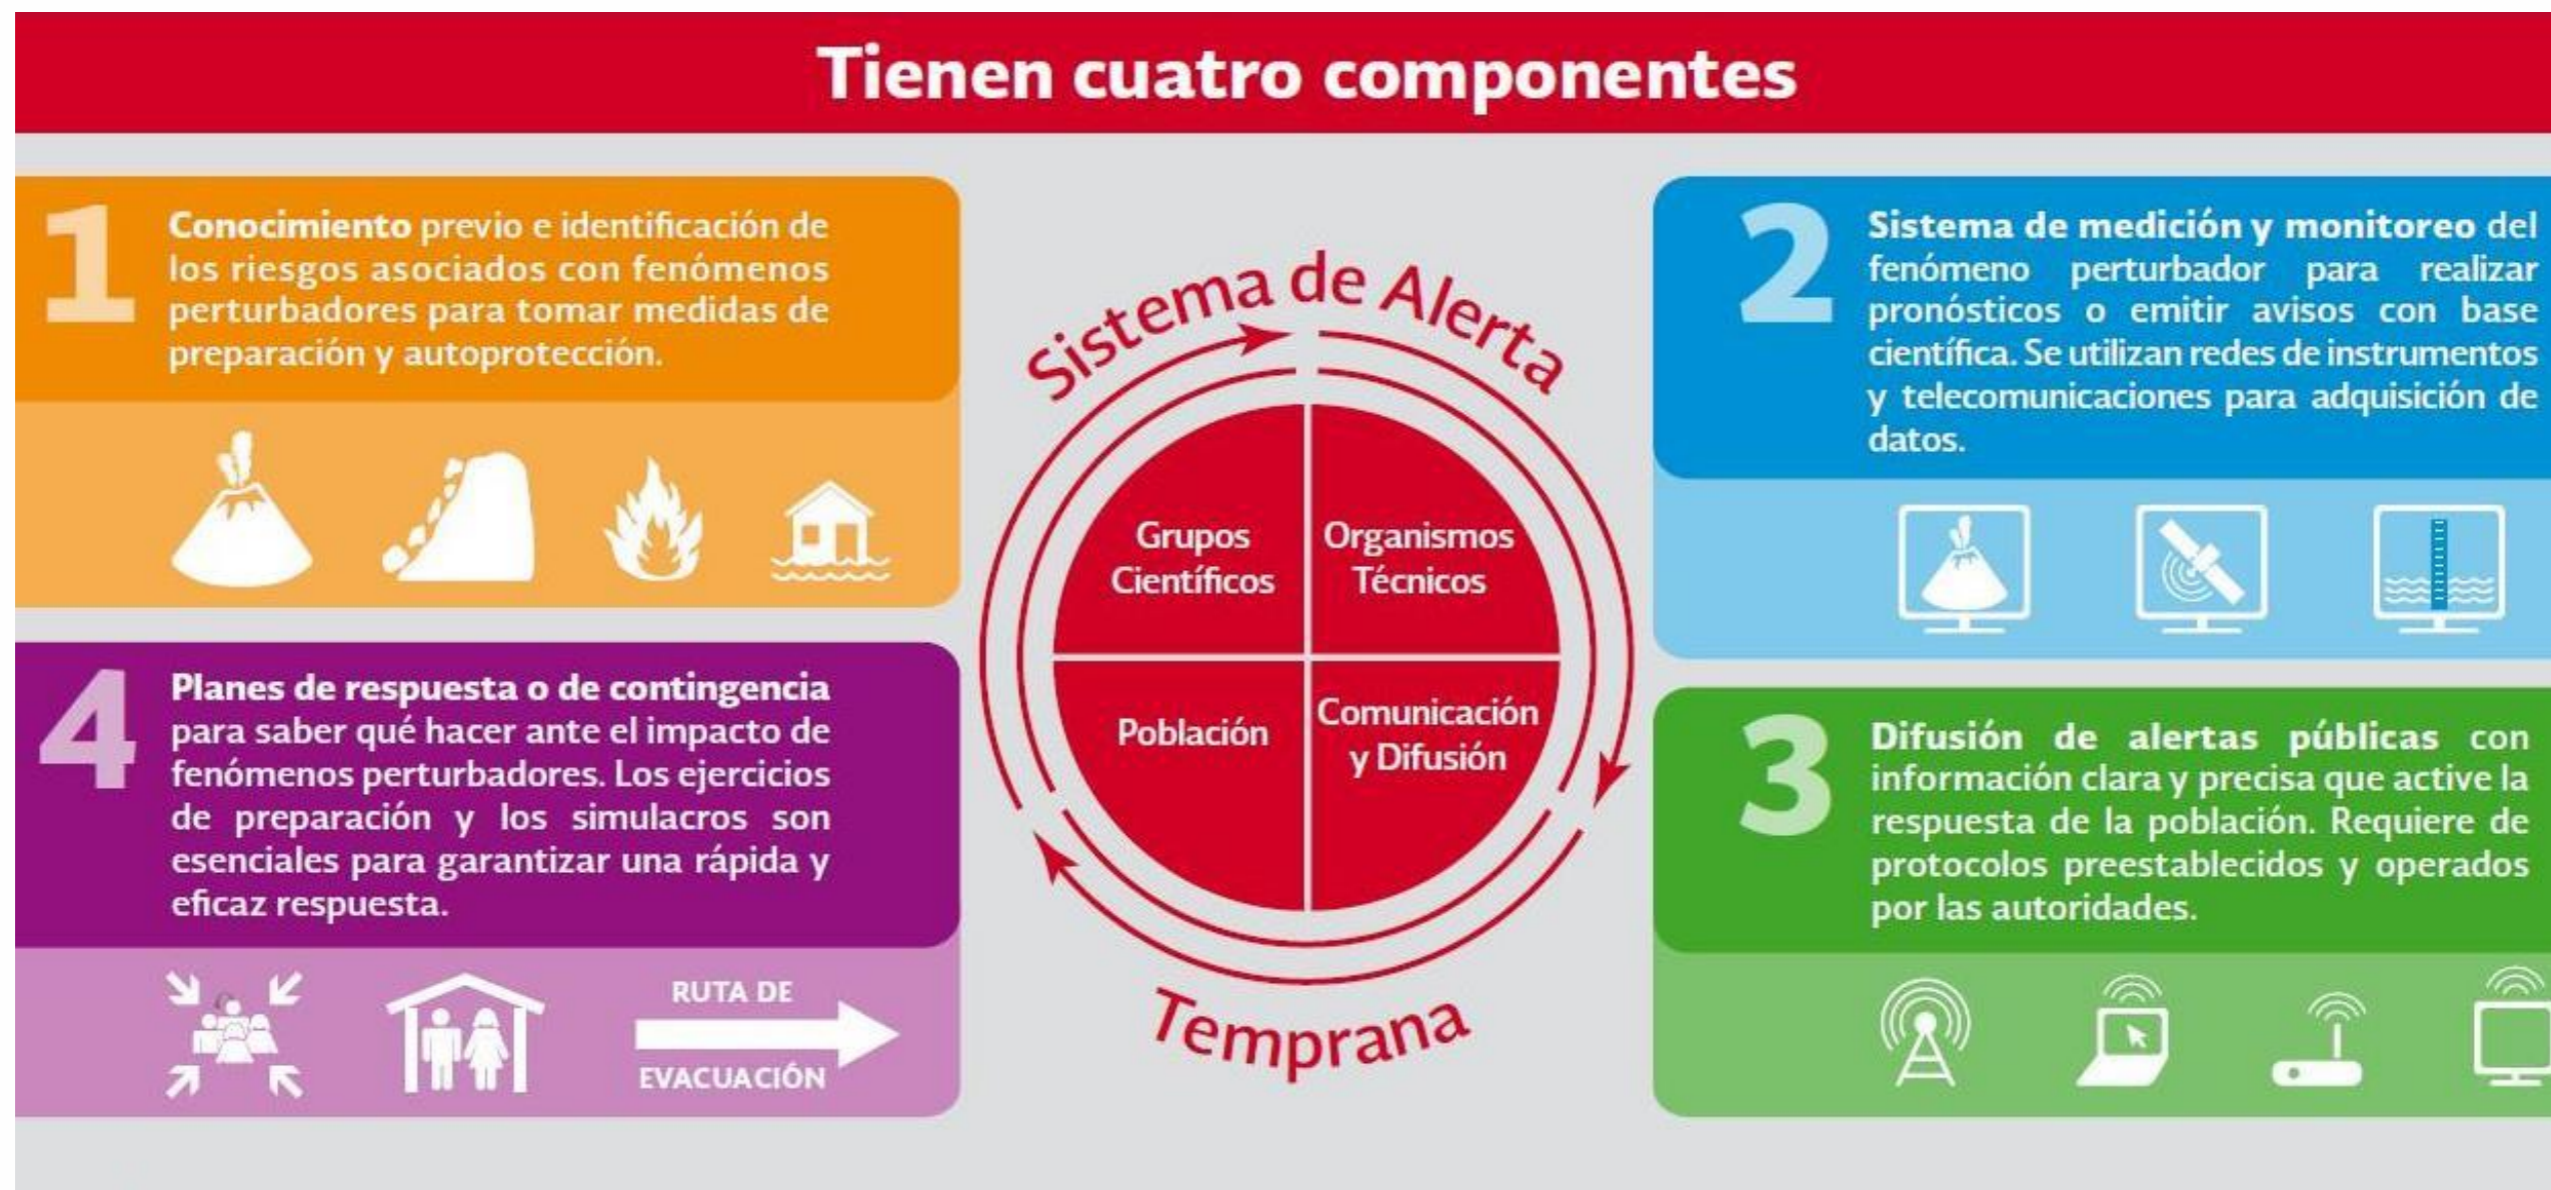 Tienen cuatro componentes
1
Conocimiento previo e identificación de
los riesgos asociados con fenómenos
perturbadores para tomar medidas de
preparación y autoprotección.
2
Sistema de medición y monitoreo del
fenómeno perturbador para realizar
pronósticos o emitir avisos con base
científica. Se utilizan redes de instrumentos
y telecomunicaciones para adquisición de
datos.
Sistema de Alerta
Grupos
Científicos
Organismos
Técnicos
Población
Comunicación
y Difusión
Temprana
3
Difusión de alertas públicas con
información clara y precisa que active la
respuesta de la población. Requiere de
protocolos preestablecidos y operados
por las autoridades.
4
Planes de respuesta o de contingencia
para saber qué hacer ante el impacto de
fenómenos perturbadores. Los ejercicios
de preparación y los simulacros son
esenciales para garantizar una rápida y
eficaz respuesta.
RUTA DE
EVACUACIÓN